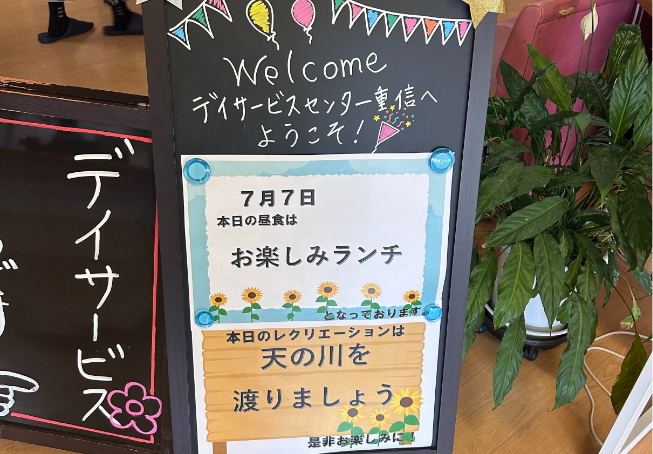 Welcome
デイサービスセンター重信へ
ようこそ！
7月7日
本日の昼食は
お楽しみランチ
となっております。
本日のレクリエーションは
天の川を
渡りましょう
是非お楽しみに！
デイサービス